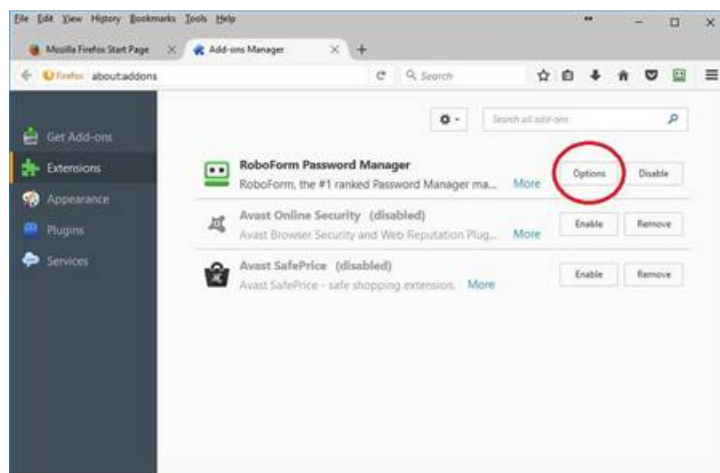 File Edit View History Bookmarks Tools Help
Mozilla Firefox Start Page
Add-ons Manager
Firefox about:addons
Search
Search all add-ons
Get Add-ons
Extensions
Appearance
Plugins
Services
RoboForm Password Manager
RoboForm, the #1 ranked Password Manager ma... More
Options Disable
Avast Online Security (disabled)
Avast Browser Security and Web Reputation Plug... More
Enable Remove
Avast SafePrice (disabled)
Avast SafePrice - safe shopping extension. More
Enable Remove